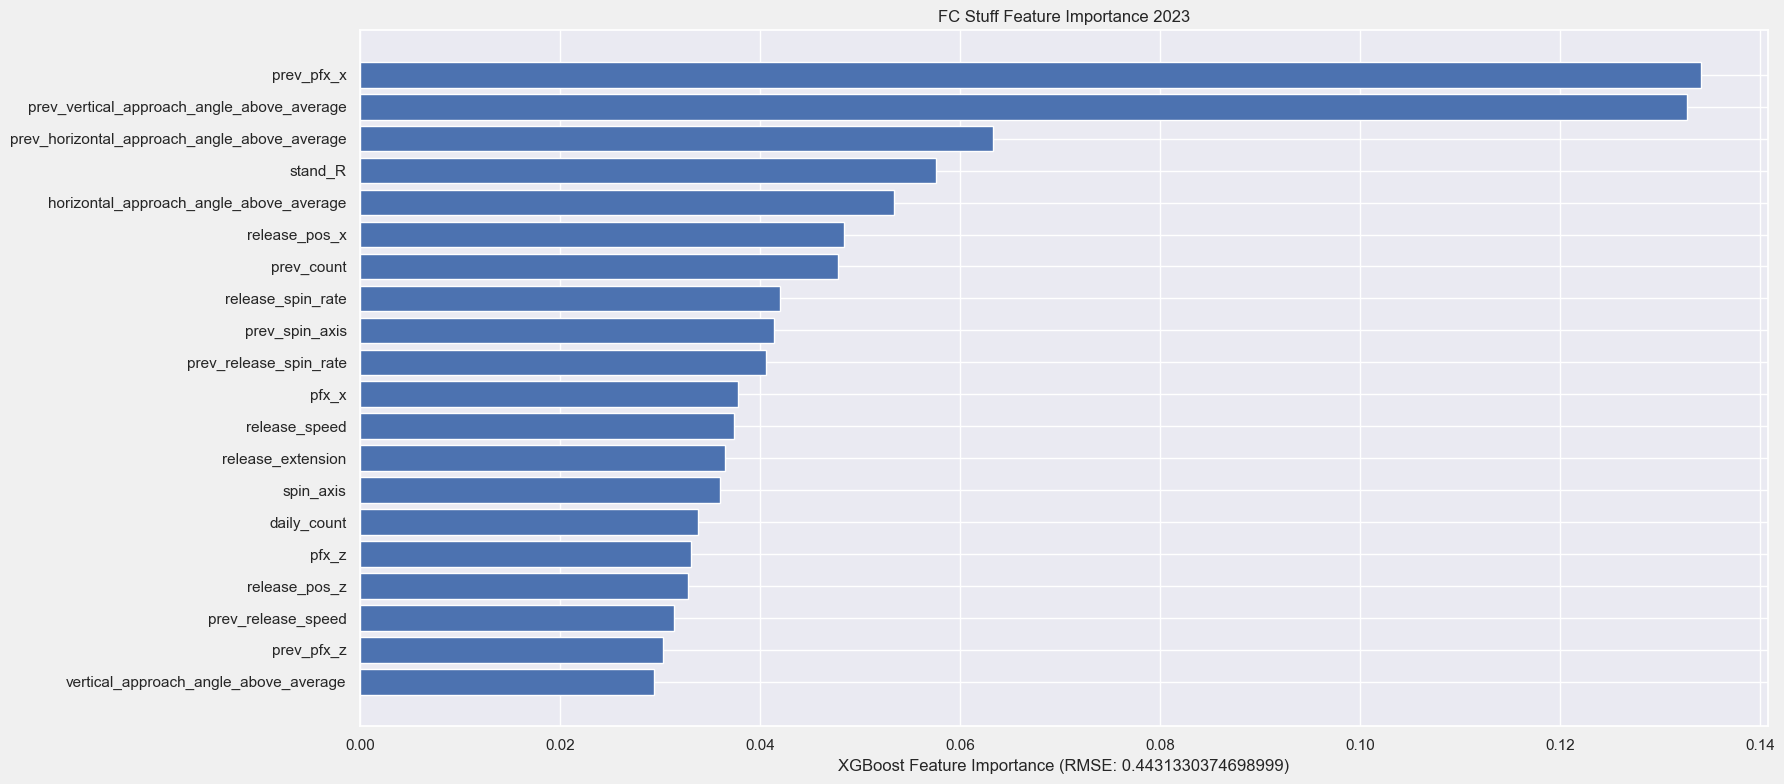 FC Stuff Feature Importance 2023
prev_pfx_x
prev_vertical_approach_angle_above_average
prev_horizontal_approach_angle_above_average
stand_R
horizontal_approach_angle_above_average
release_pos_x
prev_count
release_spin_rate
prev_spin_axis
prev_release_spin_rate
pfx_x
release_speed
release_extension
spin_axis
daily_count
pfx_z
release_pos_z
prev_release_speed
prev_pfx_z
vertical_approach_angle_above_average
0.00 0.02 0.04 0.06 0.08 0.10 0.12 0.14
XGBoost Feature Importance (RMSE: 0.4431330374698999)